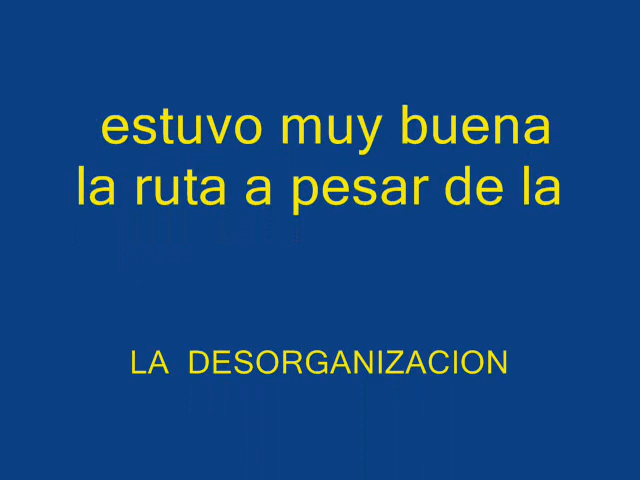 estuvo muy buena
la ruta a pesar de la
LA DESORGANIZACION